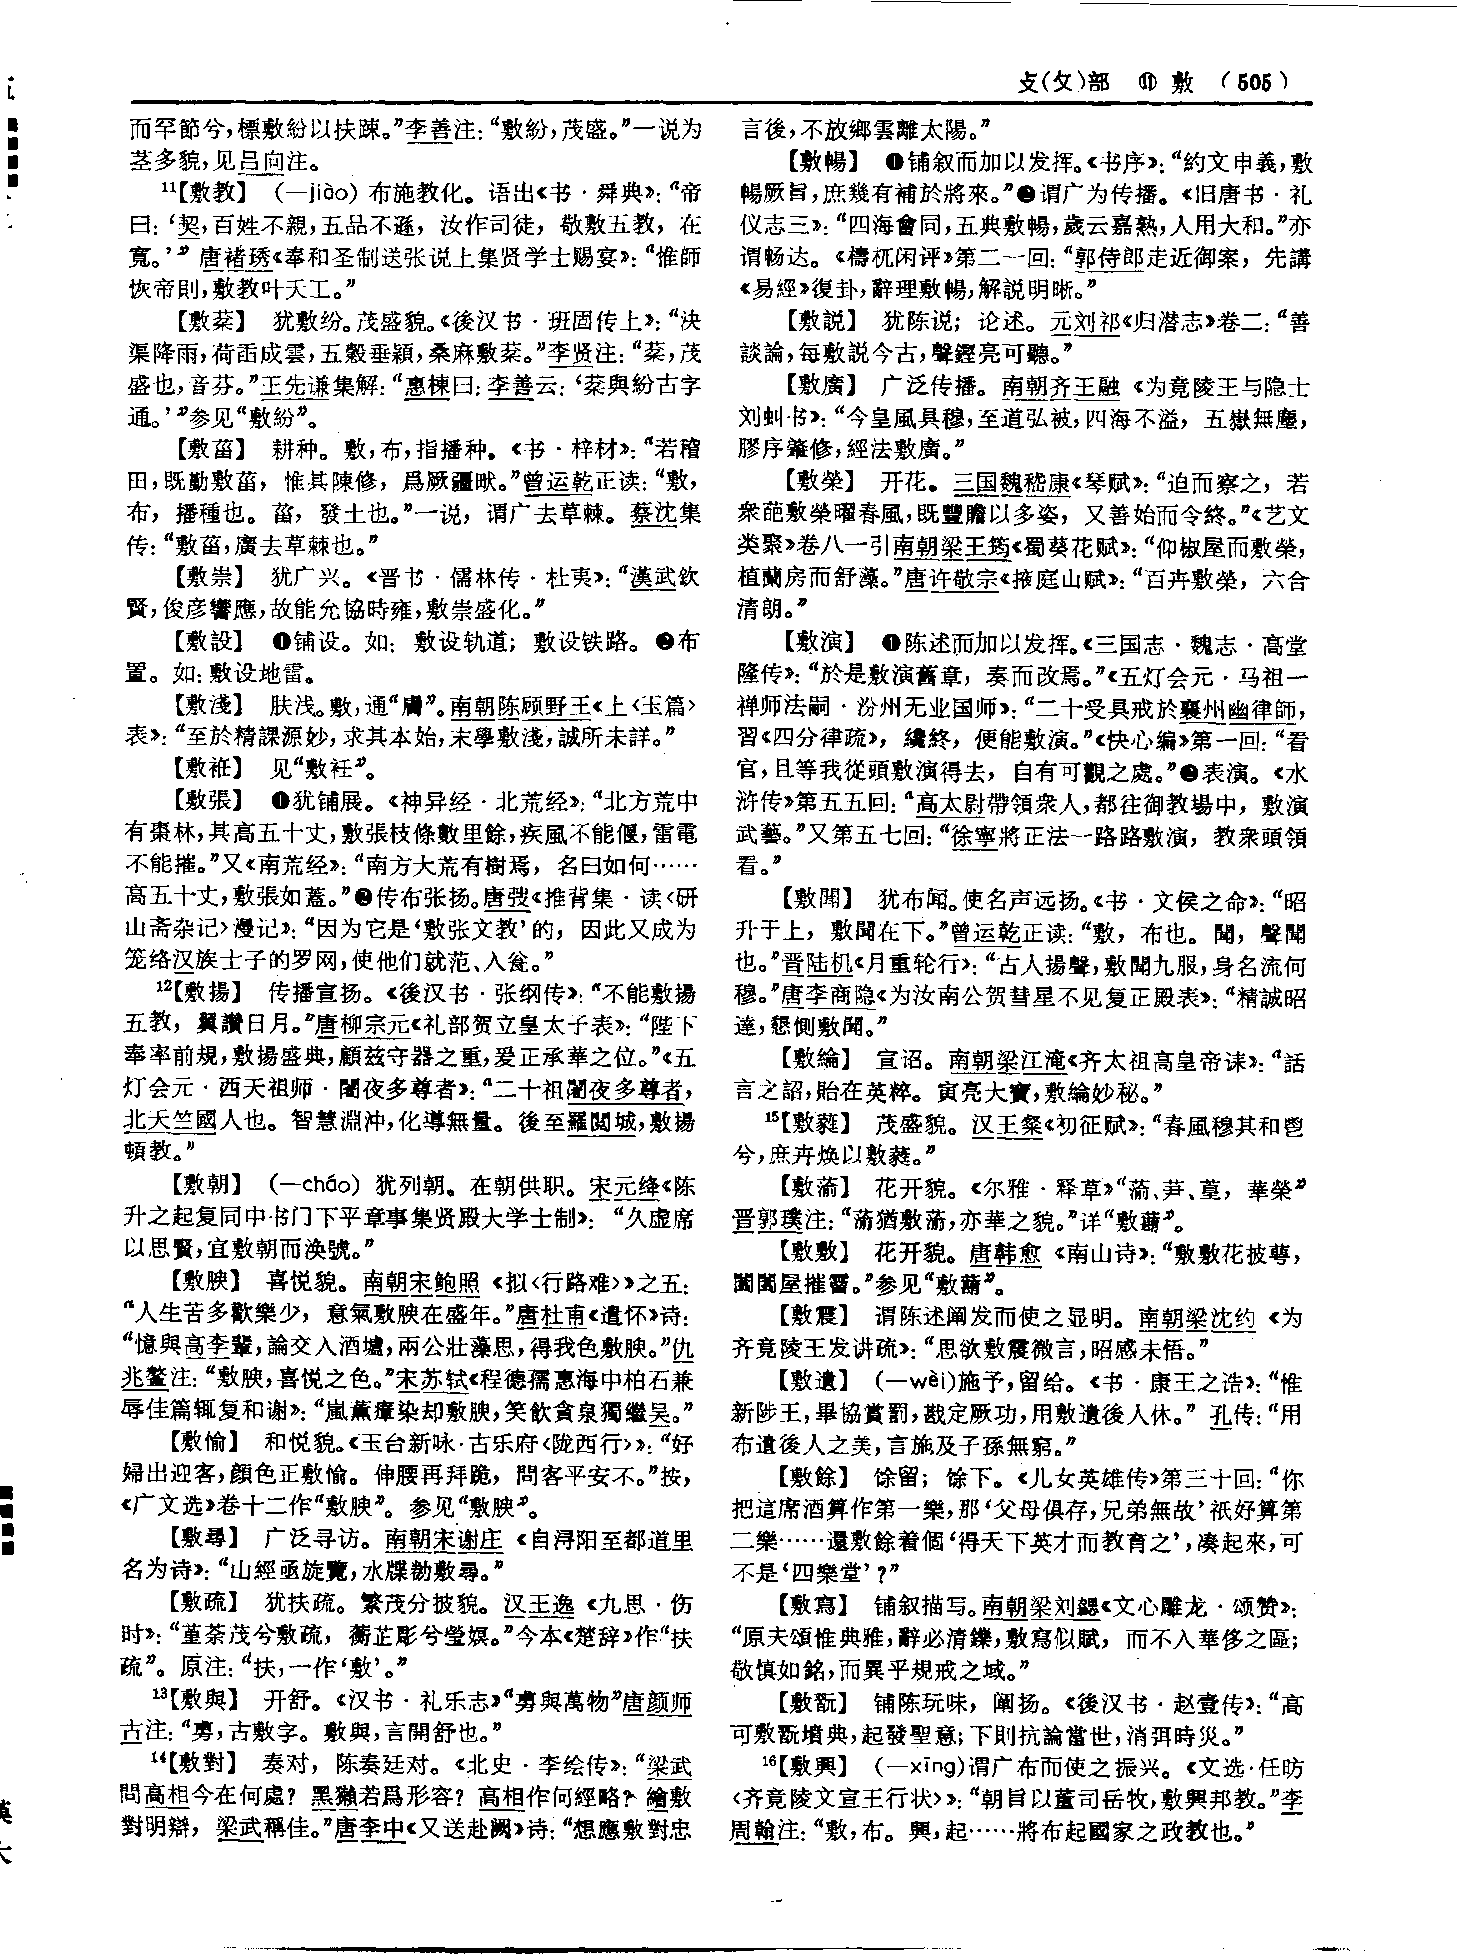 攴(攵)部 ⑪ 敷 (505)
而罕節兮,標敷紛以扶疎。”李善注:“敷紛,茂盛。”一说为
茎多貌,见吕向注。
11【敷教】 (—jiào) 布施教化。语出《书·舜典》:“帝
曰:‘契,百姓不親,五品不遜,汝作司徒,敬敷五教,在
寬。’” 唐褚琇《奉和圣制送张说上集贤学士赐宴》:“惟師
恢帝則,敷教叶天工。”
【敷棻】 犹敷纷。茂盛貌。《後汉书·班固传上》:“决
渠降雨,荷臿成雲,五穀垂穎,桑麻敷棻。”李贤注:“棻,茂
盛也,音芬。”王先谦集解:“惠棟曰:李善云:‘棻與紛古字
通。’”参见“敷紛”。
【敷菑】 耕种。敷,布,指播种。《书·梓材》:“若稽
田,既勤敷菑,惟其陳修,爲厥疆畎。”曾运乾正读:“敷,
布,播種也。菑,發土也。”一说,谓广去草棘。蔡沈集
传:“敷菑,廣去草棘也。”
【敷崇】 犹广兴。《晋书·儒林传·杜夷》:“漢武欽
賢,俊彦響應,故能允協時雍,敷崇盛化。”
【敷設】 ❶铺设。如:敷设轨道;敷设铁路。❷布
置。如:敷设地雷。
【敷淺】 肤浅。敷,通“膚”。南朝陈顾野王《上〈玉篇〉
表》:“至於精課源妙,求其本始,末學敷淺,誠所未詳。”
【敷袵】 见“敷衽”。
【敷張】 ❶犹铺展。《神异经·北荒经》:“北方荒中
有棗林,其高五十丈,敷張枝條數里餘,疾風不能偃,雷電
不能摧。”又《南荒经》:“南方大荒有樹焉,名曰如何……
高五十丈,敷張如蓋。”❷传布张扬。唐弢《推背集·读〈研
山斋杂记〉漫记》:“因为它是‘敷张文教’的,因此又成为
笼络汉族士子的罗网,使他们就范、入瓮。”
12【敷揚】 传播宣扬。《後汉书·张纲传》:“不能敷揚
五教,翼讚日月。”唐柳宗元《礼部贺立皇太子表》:“陛下
奉率前規,敷揚盛典,顧兹守器之重,爰正承華之位。”《五
灯会元·西天祖师·闍夜多尊者》:“二十祖闍夜多尊者,
北天竺國人也。智慧淵沖,化導無量。後至羅閲城,敷揚
頓教。”
【敷朝】 (—cháo) 犹列朝。在朝供职。宋元绛《陈
升之起复同中书门下平章事集贤殿大学士制》:“久虚席
以思賢,宜敷朝而涣號。”
【敷腴】 喜悦貌。南朝宋鲍照《拟〈行路难〉》之五:
“人生苦多歡樂少,意氣敷腴在盛年。”唐杜甫《遣怀》诗:
“憶與高李輩,論交入酒壚,兩公壯藻思,得我色敷腴。”仇
兆鳌注:“敷腴,喜悦之色。”宋苏轼《程德孺惠海中柏石兼
辱佳篇辄复和谢》:“嵐薰瘴染却敷腴,笑飲貪泉獨繼吴。”
【敷愉】 和悦貌。《玉台新咏·古乐府〈陇西行〉》:“好
婦出迎客,顔色正敷愉。伸腰再拜跪,問客平安不。”按,
《广文选》卷十二作“敷腴”。参见“敷腴”。
【敷尋】 广泛寻访。南朝宋谢庄《自浔阳至都道里
名为诗》:“山經亟旋覽,水牒勌敷尋。”
【敷疏】 犹扶疏。繁茂分披貌。汉王逸《九思·伤
时》:“堇荼茂兮敷疏,蘅芷彫兮瑩嫇。”今本《楚辞》作“扶
疏”。原注:“扶,一作‘敷’。”
13【敷與】 开舒。《汉书·礼乐志》“旉與萬物”唐颜师
古注:“旉,古敷字。敷與,言開舒也。”
14【敷對】 奏对,陈奏廷对。《北史·李绘传》:“梁武
問高相今在何處?黑獺若爲形容?高相作何經略?繪敷
對明辯,梁武稱佳。”唐李中《又送赴阙》诗:“想應敷對忠
言後,不放鄉雲離太陽。”
【敷暢】 ❶铺叙而加以发挥。《书序》:“約文申義,敷
暢厥旨,庶幾有補於將來。”❷谓广为传播。《旧唐书·礼
仪志三》:“四海會同,五典敷暢,歲云嘉熟,人用大和。”亦
谓畅达。《檮杌闲评》第二一回:“郭侍郎走近御案,先講
《易經》復卦,辭理敷暢,解説明晰。”
【敷説】 犹陈说;论述。元刘祁《归潜志》卷二:“善
談論,每敷説今古,聲鏗亮可聽。”
【敷廣】 广泛传播。南朝齐王融《为竟陵王与隐士
刘虯书》:“今皇風具穆,至道弘被,四海不溢,五嶽無塵,
膠序肇修,經法敷廣。”
【敷榮】 开花。三国魏嵇康《琴赋》:“迫而察之,若
衆葩敷榮曜春風,既豐贍以多姿,又善始而令終。”《艺文
类聚》卷八一引南朝梁王筠《蜀葵花赋》:“仰椒屋而敷榮,
植蘭房而舒藻。”唐许敬宗《掖庭山赋》:“百卉敷榮,六合
清朗。”
【敷演】 ❶陈述而加以发挥。《三国志·魏志·高堂
隆传》:“於是敷演舊章,奏而改焉。”《五灯会元·马祖一
禅师法嗣·汾州无业国师》:“二十受具戒於襄州幽律師,
習《四分律疏》,纔終,便能敷演。”《快心编》第一回:“看
官,且等我從頭敷演得去,自有可觀之處。”❷表演。《水
浒传》第五五回:“高太尉帶領衆人,都往御教場中,敷演
武藝。”又第五七回:“徐寧將正法一路路敷演,教衆頭領
看。”
【敷聞】 犹布闻。使名声远扬。《书·文侯之命》:“昭
升于上,敷聞在下。”曾运乾正读:“敷,布也。聞,聲聞
也。”晋陆机《月重轮行》:“古人揚聲,敷聞九服,身名流何
穆。”唐李商隐《为汝南公贺彗星不见复正殿表》:“精誠昭
達,懇惻敷聞。”
【敷綸】 宣诏。南朝梁江淹《齐太祖高皇帝诔》:“話
言之詔,貽在英粹。寅亮大寶,敷綸妙秘。”
15【敷蕤】 茂盛貌。汉王粲《初征赋》:“春風穆其和鬯
兮,庶卉焕以敷蕤。”
【敷蕍】 花开貌。《尔雅·释草》“蕍、芛、葟,華榮”
晋郭璞注:“蕍猶敷蕍,亦華之貌。”详“敷蘛”。
【敷敷】 花开貌。唐韩愈《南山诗》:“敷敷花披萼,
闟闟屋摧霤。”参见“敷蘛”。
【敷震】 谓陈述阐发而使之显明。南朝梁沈约《为
齐竟陵王发讲疏》:“思欲敷震微言,昭感未悟。”
【敷遺】 (—wèi)施予,留给。《书·康王之诰》:“惟
新陟王,畢協賞罰,戡定厥功,用敷遺後人休。” 孔传:“用
布遺後人之美,言施及子孫無窮。”
【敷餘】 馀留;馀下。《儿女英雄传》第三十回:“你
把這席酒算作第一樂,那‘父母俱存,兄弟無故’衹好算第
二樂……還敷餘着個‘得天下英才而教育之’,凑起來,可
不是‘四樂堂’?”
【敷寫】 铺叙描写。南朝梁刘勰《文心雕龙·颂赞》:
“原夫頌惟典雅,辭必清鑠,敷寫似賦,而不入華侈之區;
敬慎如銘,而異乎規戒之域。”
【敷翫】 铺陈玩味,阐扬。《後汉书·赵壹传》:“高
可敷翫墳典,起發聖意;下則抗論當世,消弭時災。”
16【敷興】 (—xīng)谓广布而使之振兴。《文选·任昉
〈齐竟陵文宣王行状〉》:“朝旨以董司岳牧,敷興邦教。”李
周翰注:“敷,布。興,起……將布起國家之政教也。”